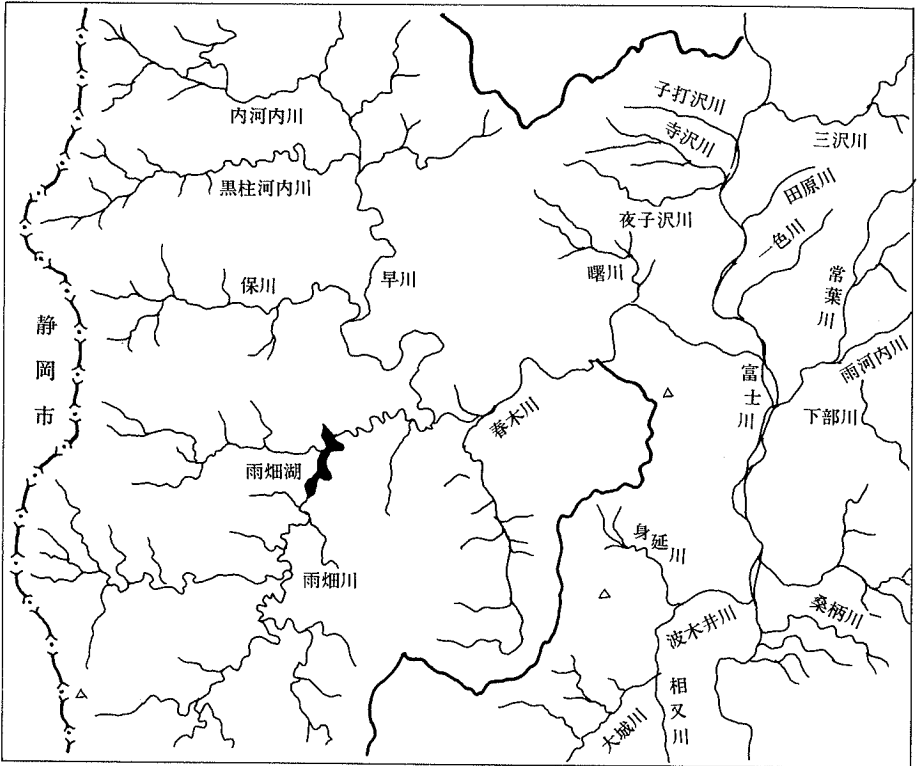 子打沢川
寺沢川
三沢川
内河内川
黒柱河内川
田原川
夜子沢川
一色川
曙川
早川
保川
常葉川
静岡市
雨河内川
富士川
下部川
春木川
雨畑湖
身延川
雨畑川
桑柄川
波木井川
相又川
大城川